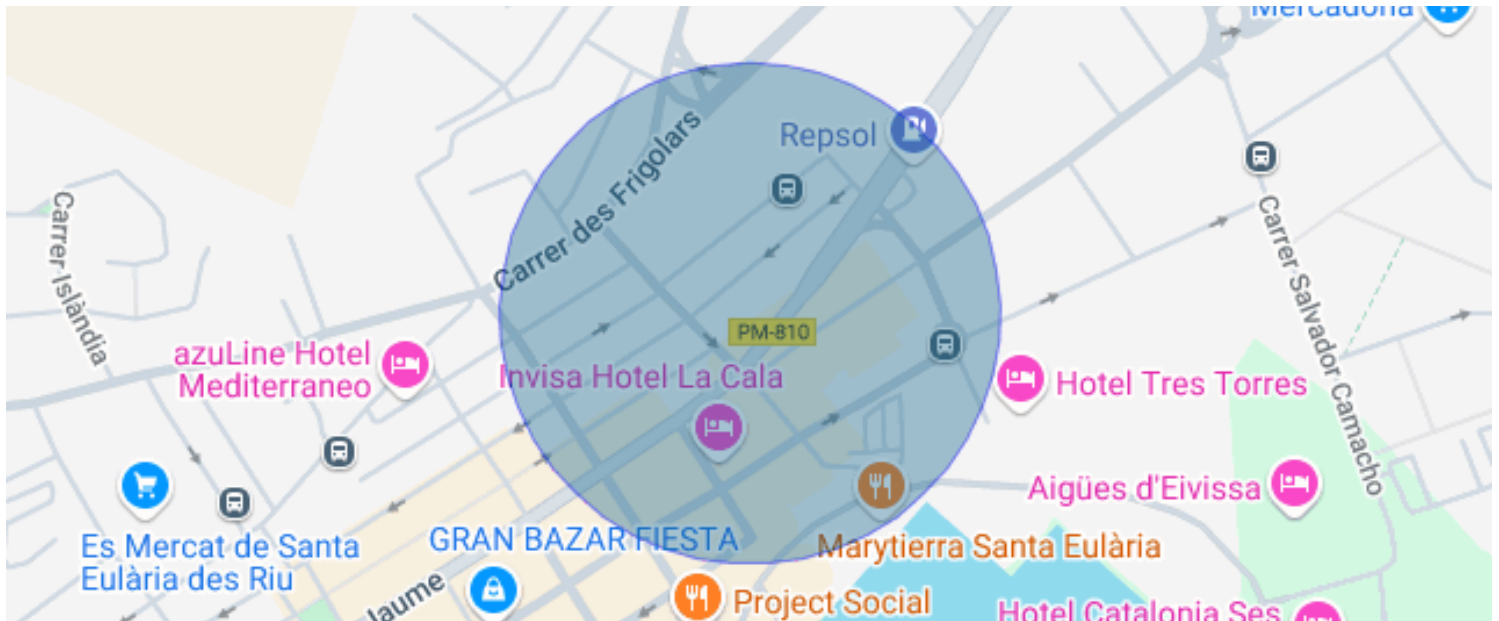 Mercadona
Repsol
Carrer des Frigolars
Carrer Islàndia
Carrer Salvador Camacho
PM-810
azuLine Hotel
Mediterraneo
Invisa Hotel La Cala
Hotel Tres Torres
Aigües d'Eivissa
Es Mercat de Santa
Eulària des Riu
GRAN BAZAR FIESTA
Marytierra Santa Eulària
Jaume
Project Social
Hotel Catalonia Ses